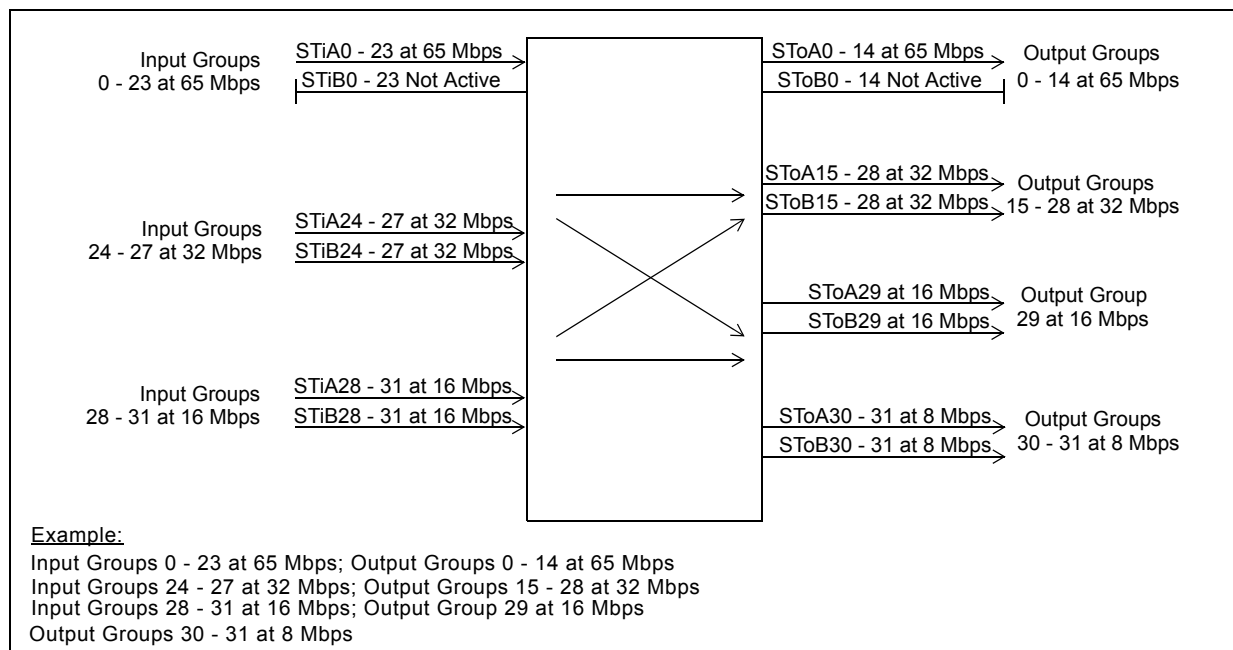 Input Groups
0 - 23 at 65 Mbps
STiA0 - 23 at 65 Mbps
STiB0 - 23 Not Active
SToA0 - 14 at 65 Mbps
SToB0 - 14 Not Active
Output Groups
0 - 14 at 65 Mbps
Input Groups
24 - 27 at 32 Mbps
STiA24 - 27 at 32 Mbps
STiB24 - 27 at 32 Mbps
SToA15 - 28 at 32 Mbps
SToB15 - 28 at 32 Mbps
Output Groups
15 - 28 at 32 Mbps
SToA29 at 16 Mbps
SToB29 at 16 Mbps
Output Group
29 at 16 Mbps
Input Groups
28 - 31 at 16 Mbps
STiA28 - 31 at 16 Mbps
STiB28 - 31 at 16 Mbps
SToA30 - 31 at 8 Mbps
SToB30 - 31 at 8 Mbps
Output Groups
30 - 31 at 8 Mbps
Example:
Input Groups 0 - 23 at 65 Mbps; Output Groups 0 - 14 at 65 Mbps
Input Groups 24 - 27 at 32 Mbps; Output Groups 15 - 28 at 32 Mbps
Input Groups 28 - 31 at 16 Mbps; Output Group 29 at 16 Mbps
Output Groups 30 - 31 at 8 Mbps